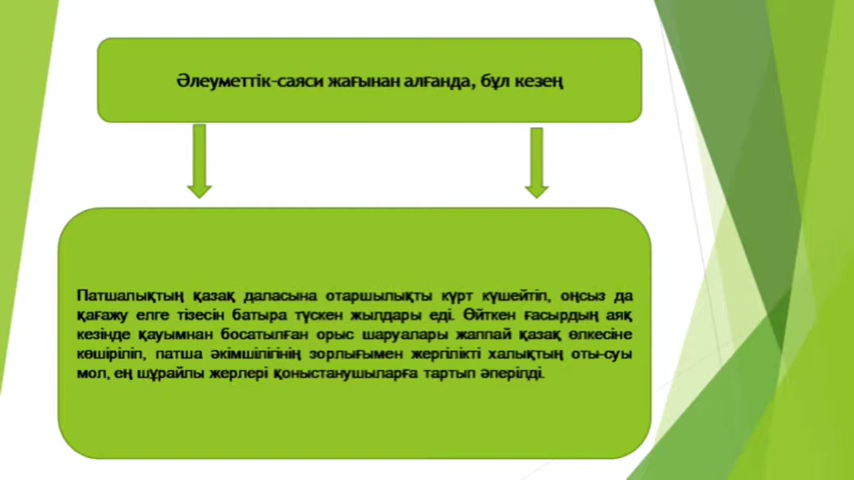 Әлеуметтік-саяси жағынан алғанда, бұл кезең
Патшалықтың қазақ даласына отаршылықты күрт күшейтіп, оңсыз да
қағажу елге тізесін батыра түскен жылдары еді. Өйткен ғасырдың аяқ
кезінде қауымнан босатылған орыс шаруалары жаппай қазақ өлкесіне
көшіріліп, патша әкімшілігінің зорлығымен жергілікті халықтың оты-суы
мол, ең шұрайлы жерлері қоныстанушыларға тартып әперілді.